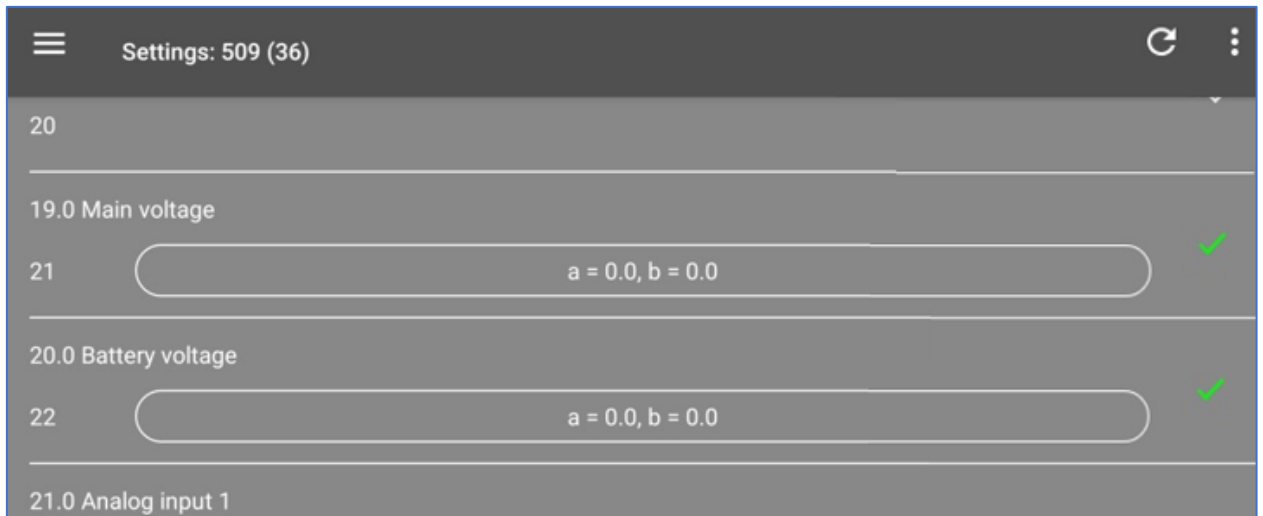 Settings: 509 (36)
20
19.0 Main voltage
21 a = 0.0, b = 0.0
20.0 Battery voltage
22 a = 0.0, b = 0.0
21.0 Analog input 1